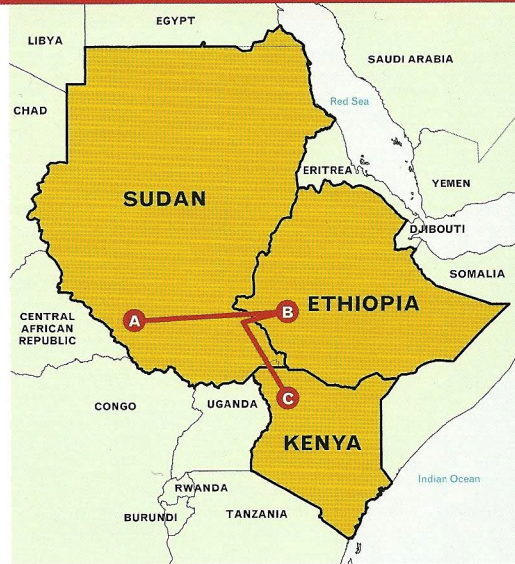 EGYPT
LIBYA
SAUDI ARABIA
Red Sea
CHAD
ERITREA
YEMEN
SUDAN
DJIBOUTI
SOMALIA
ETHIOPIA
B
A
CENTRAL
AFRICAN
REPUBLIC
C
CONGO
UGANDA
KENYA
Indian Ocean
RWANDA
BURUNDI
TANZANIA